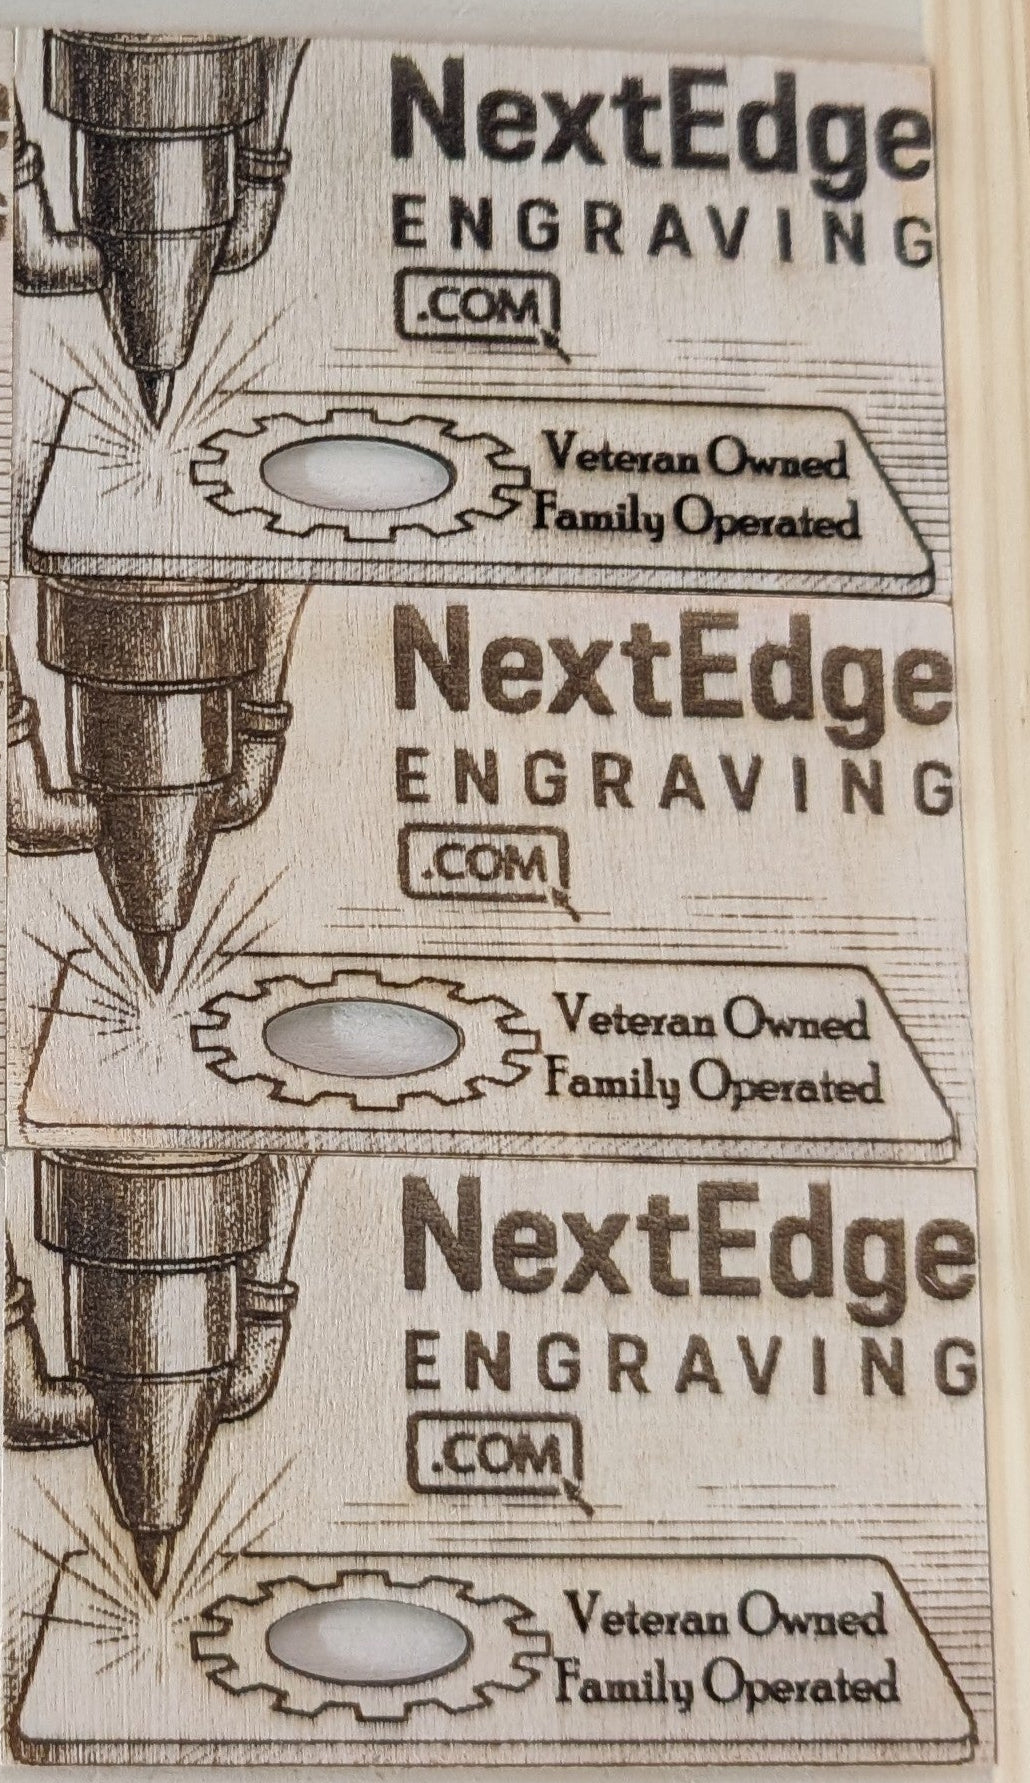 NextEdge
ENGRAVING
.COM
Veteran Owned
Family Operated
NextEdge
ENGRAVING
.COM
Veteran Owned
Family Operated
NextEdge
ENGRAVING
.COM
Veteran Owned
Family Operated